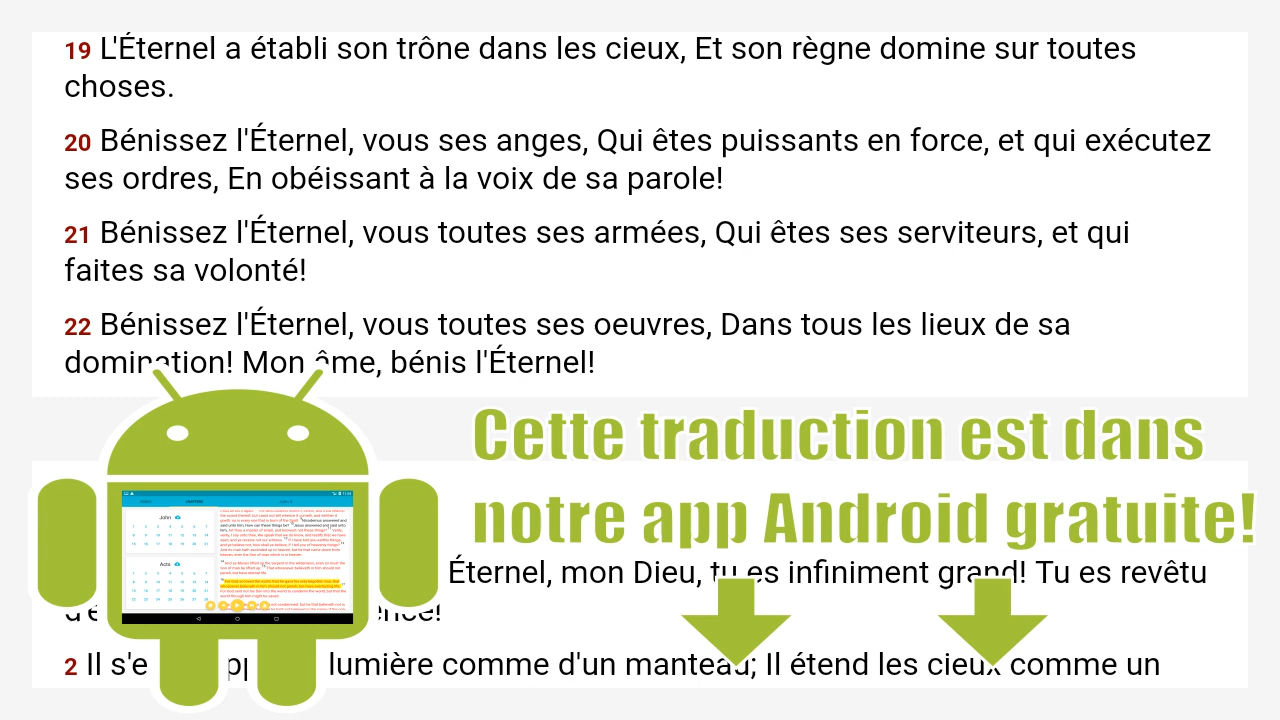 19 L'Éternel a établi son trône dans les cieux, Et son règne domine sur toutes
choses.
20 Bénissez l'Éternel, vous ses anges, Qui êtes puissants en force, et qui exécutez
ses ordres, En obéissant à la voix de sa parole!
21 Bénissez l'Éternel, vous toutes ses armées, Qui êtes ses serviteurs, et qui
faites sa volonté!
22 Bénissez l'Éternel, vous toutes ses oeuvres, Dans tous les lieux de sa
domination! Mon âme, bénis l'Éternel!
Cette traduction est dans
notre app Android gratuite!
John
Acts
Éternel, mon Dieu, tu es infiniment grand! Tu es revêtu
2 Il s'e lumière comme d'un manteau; Il étend les cieux comme un